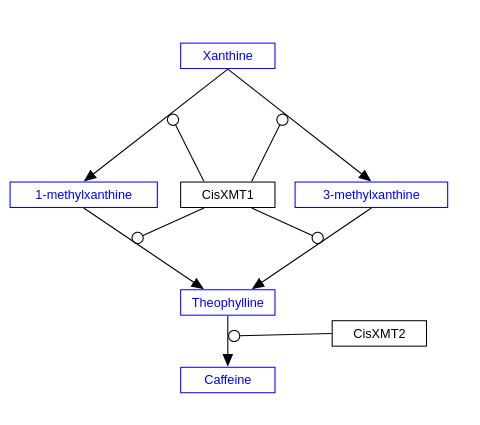 Xanthine
1-methylxanthine
CisXMT1
3-methylxanthine
Theophylline
CisXMT2
Caffeine